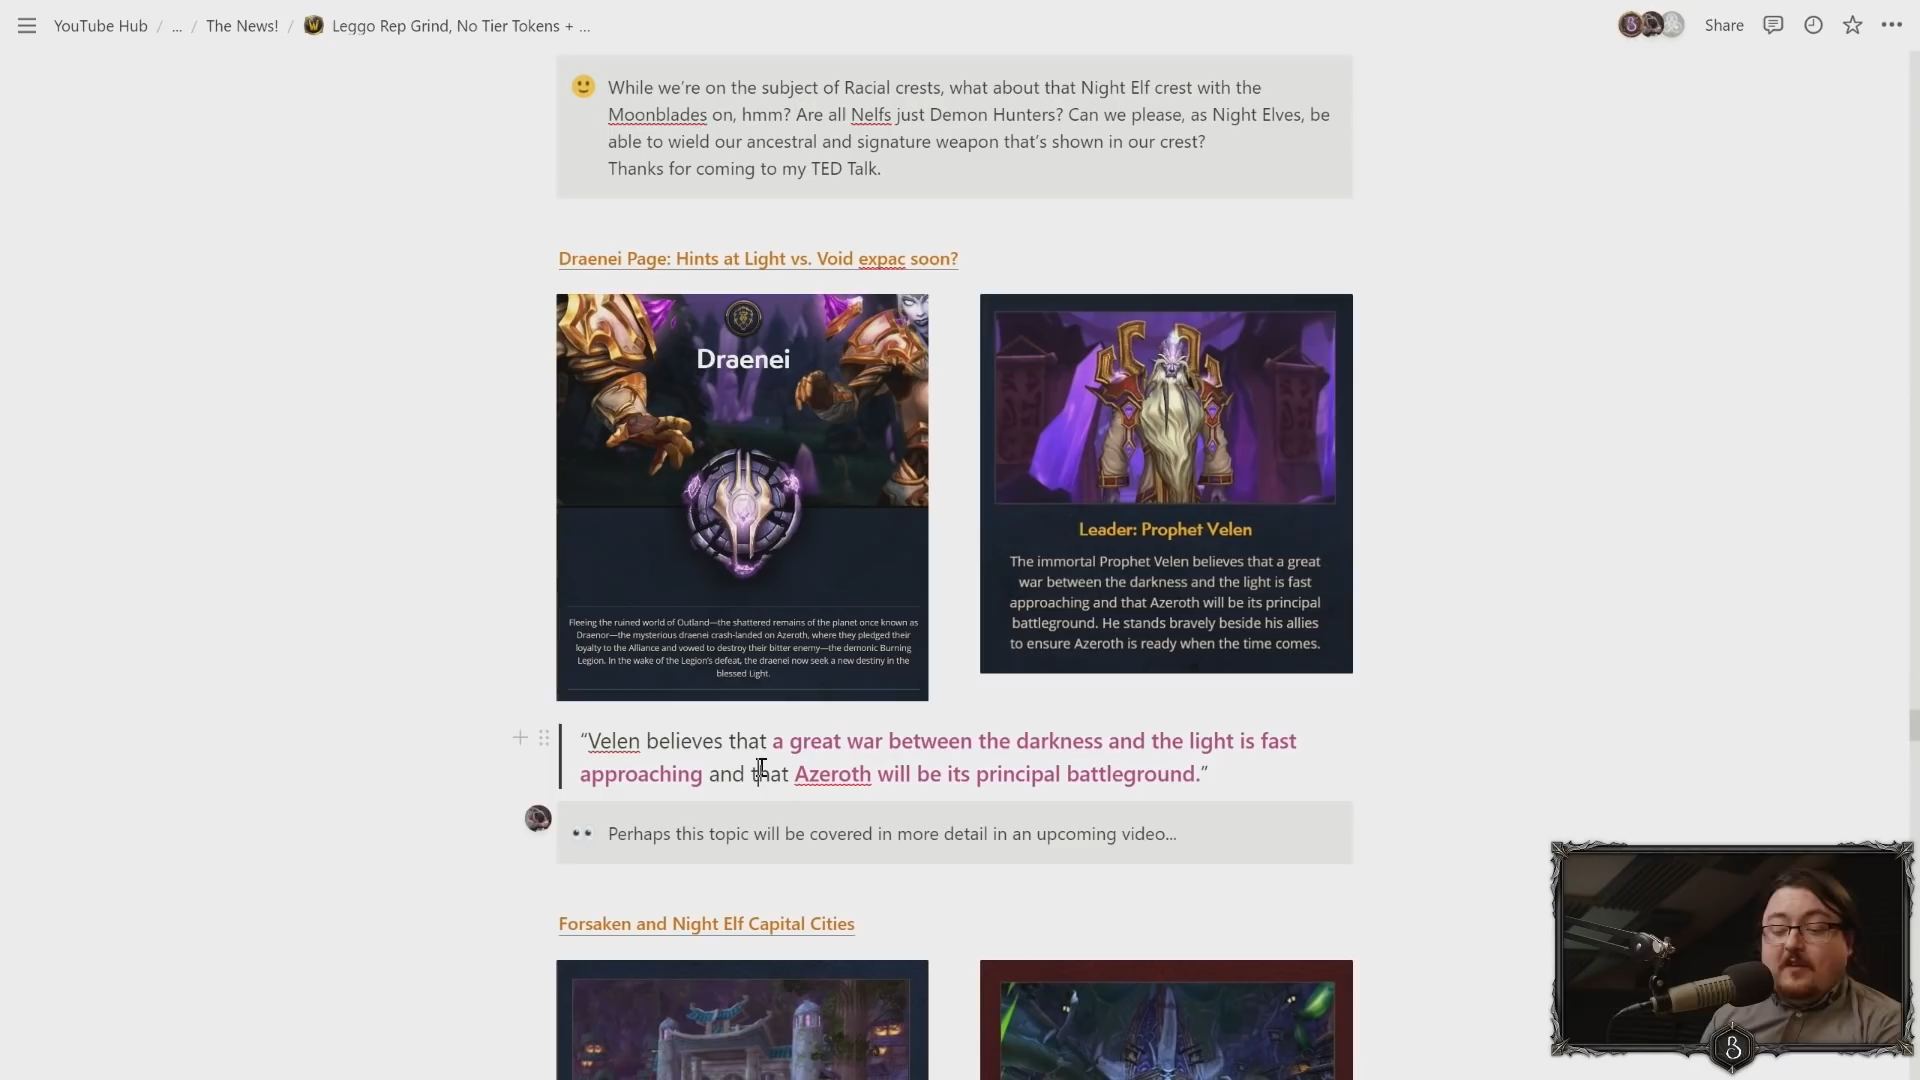 YouTube Hub / ... / The News! / Leggo Rep Grind, No Tier Tokens + ...
Share
While we're on the subject of Racial crests, what about that Night Elf crest with the
Moonblades on, hmm? Are all Nelfs just Demon Hunters? Can we please, as Night Elves, be
able to wield our ancestral and signature weapon that's shown in our crest?
Thanks for coming to my TED Talk.
Draenei Page: Hints at Light vs. Void expac soon?
Draenei
Fleeing the ruined world of Outland—the shattered remains of the planet once known as
Draenor—the mysterious draenei crash-landed on Azeroth, where they pledged their
loyalty to the Alliance and vowed to destroy their bitter enemy—the demonic Burning
Legion. In the wake of the Legion's defeat, the draenei now seek a new destiny in the
blessed Light.
Leader: Prophet Velen
The immortal Prophet Velen believes that a great
war between the darkness and the light is fast
approaching and that Azeroth will be its principal
battleground. He stands bravely beside his allies
to ensure Azeroth is ready when the time comes.
“Velen believes that a great war between the darkness and the light is fast
approaching and that Azeroth will be its principal battleground.”
Perhaps this topic will be covered in more detail in an upcoming video...
Forsaken and Night Elf Capital Cities
B